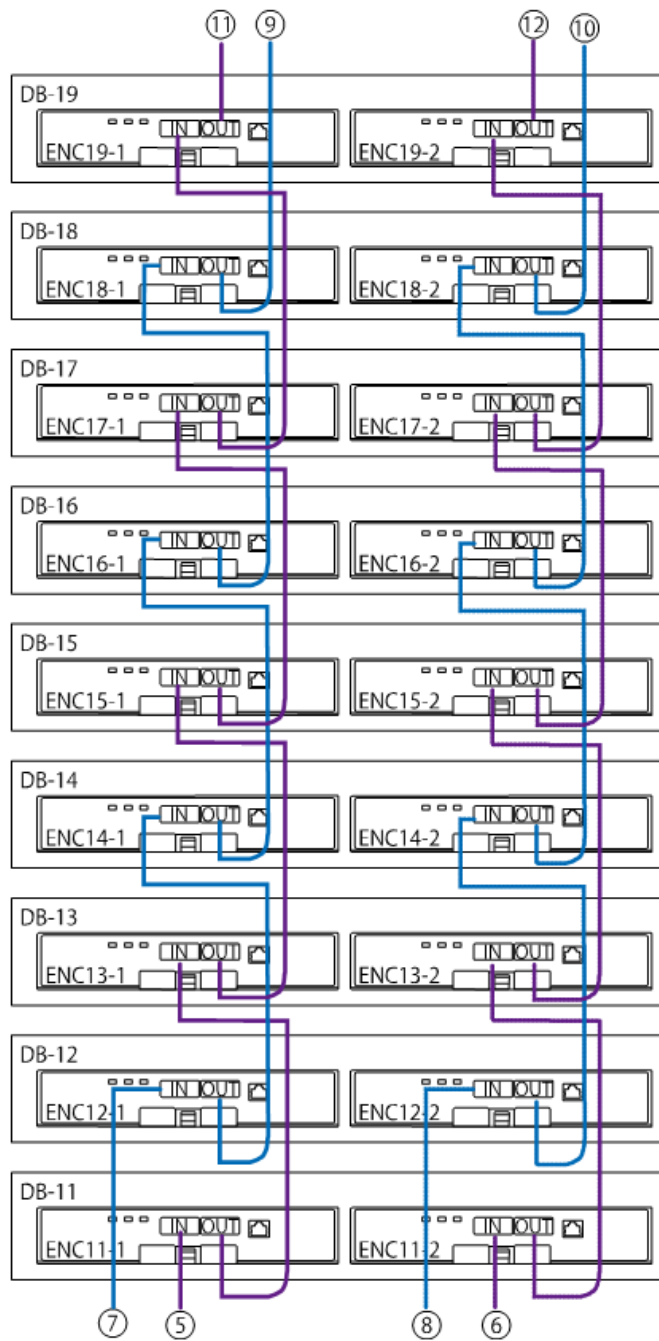 ⑪ ⑨ ⑫ ⑩
DB-19
IN OUT IN OUT
ENC19-1 ENC19-2
DB-18
IN OUT IN OUT
ENC18-1 ENC18-2
DB-17
IN OUT IN OUT
ENC17-1 ENC17-2
DB-16
IN OUT IN OUT
ENC16-1 ENC16-2
DB-15
IN OUT IN OUT
ENC15-1 ENC15-2
DB-14
IN OUT IN OUT
ENC14-1 ENC14-2
DB-13
IN OUT IN OUT
ENC13-1 ENC13-2
DB-12
IN OUT IN OUT
ENC12-1 ENC12-2
DB-11
IN OUT IN OUT
ENC11-1 ENC11-2
⑦ ⑤ ⑧ ⑥